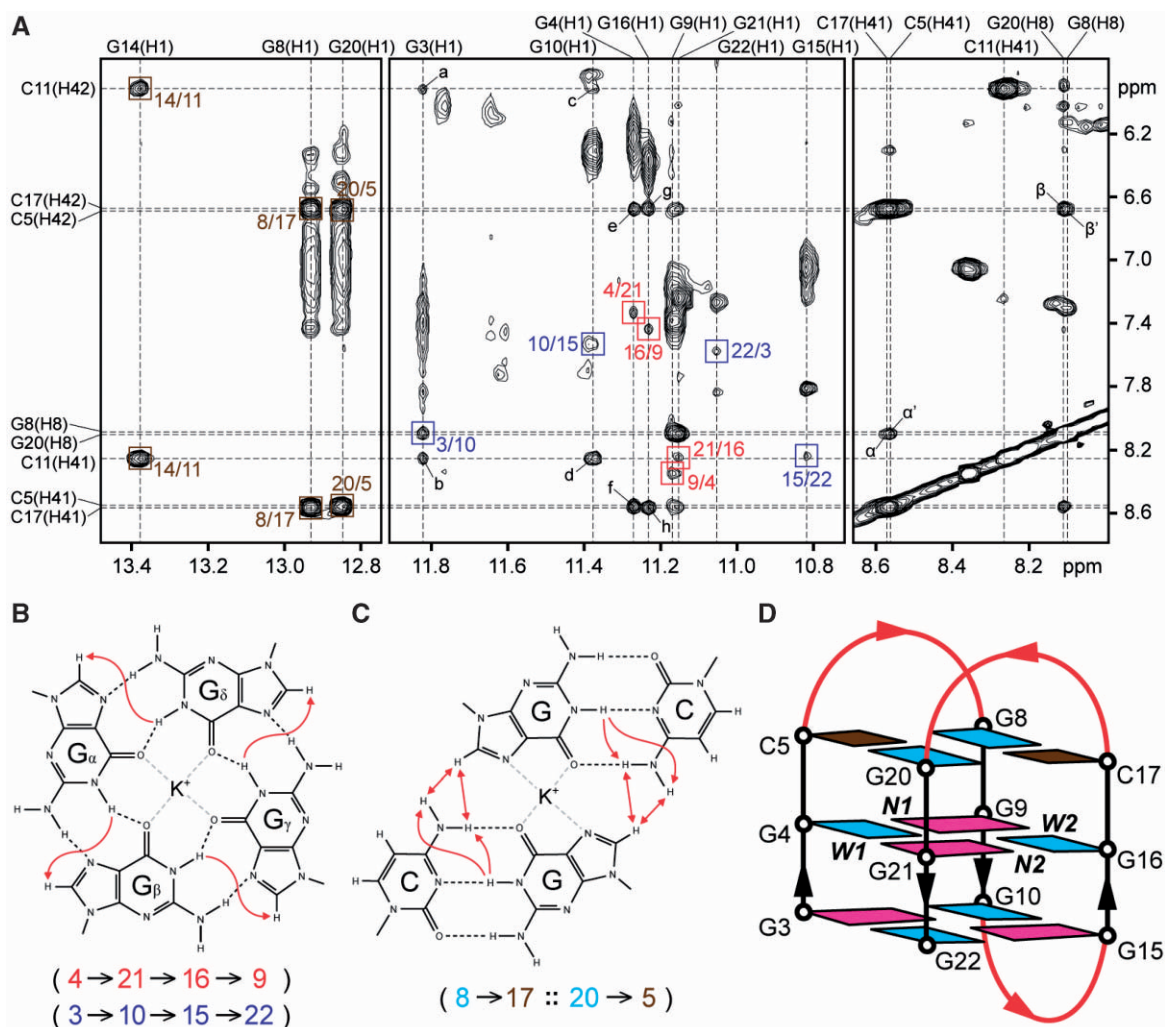 A
G14(H1) G8(H1) G20(H1) G3(H1) G10(H1) G4(H1) G16(H1) G9(H1) G21(H1) G22(H1) G15(H1) C17(H41) C5(H41) C11(H41) G20(H8) G8(H8)
C11(H42)
C17(H42)
C5(H42)
G8(H8)
G20(H8)
C11(H41)
C5(H41)
C17(H41)
14/11
8/17
20/5
14/11
8/17
20/5
a
c
e
g
4/21
10/15
16/9
22/3
3/10
b
d
21/16
9/4
15/22
f
h
β
β'
α'
α
ppm
6.2
6.6
7.0
7.4
7.8
8.2
8.6
13.4 13.2 13.0 12.8 11.8 11.6 11.4 11.2 11.0 10.8 8.6 8.4 8.2 ppm
B
H H N H H
N N N O H N O N N H
Gα Gδ Gγ Gβ
K+
( 4 → 21 → 16 → 9 )
( 3 → 10 → 15 → 22 )
C
G C
K+
C G
( 8 → 17 :: 20 → 5 )
D
C5
G8
G20
C17
N1
G9
W2
G4
W1
G21
N2
G16
G10
G3
G22
G15